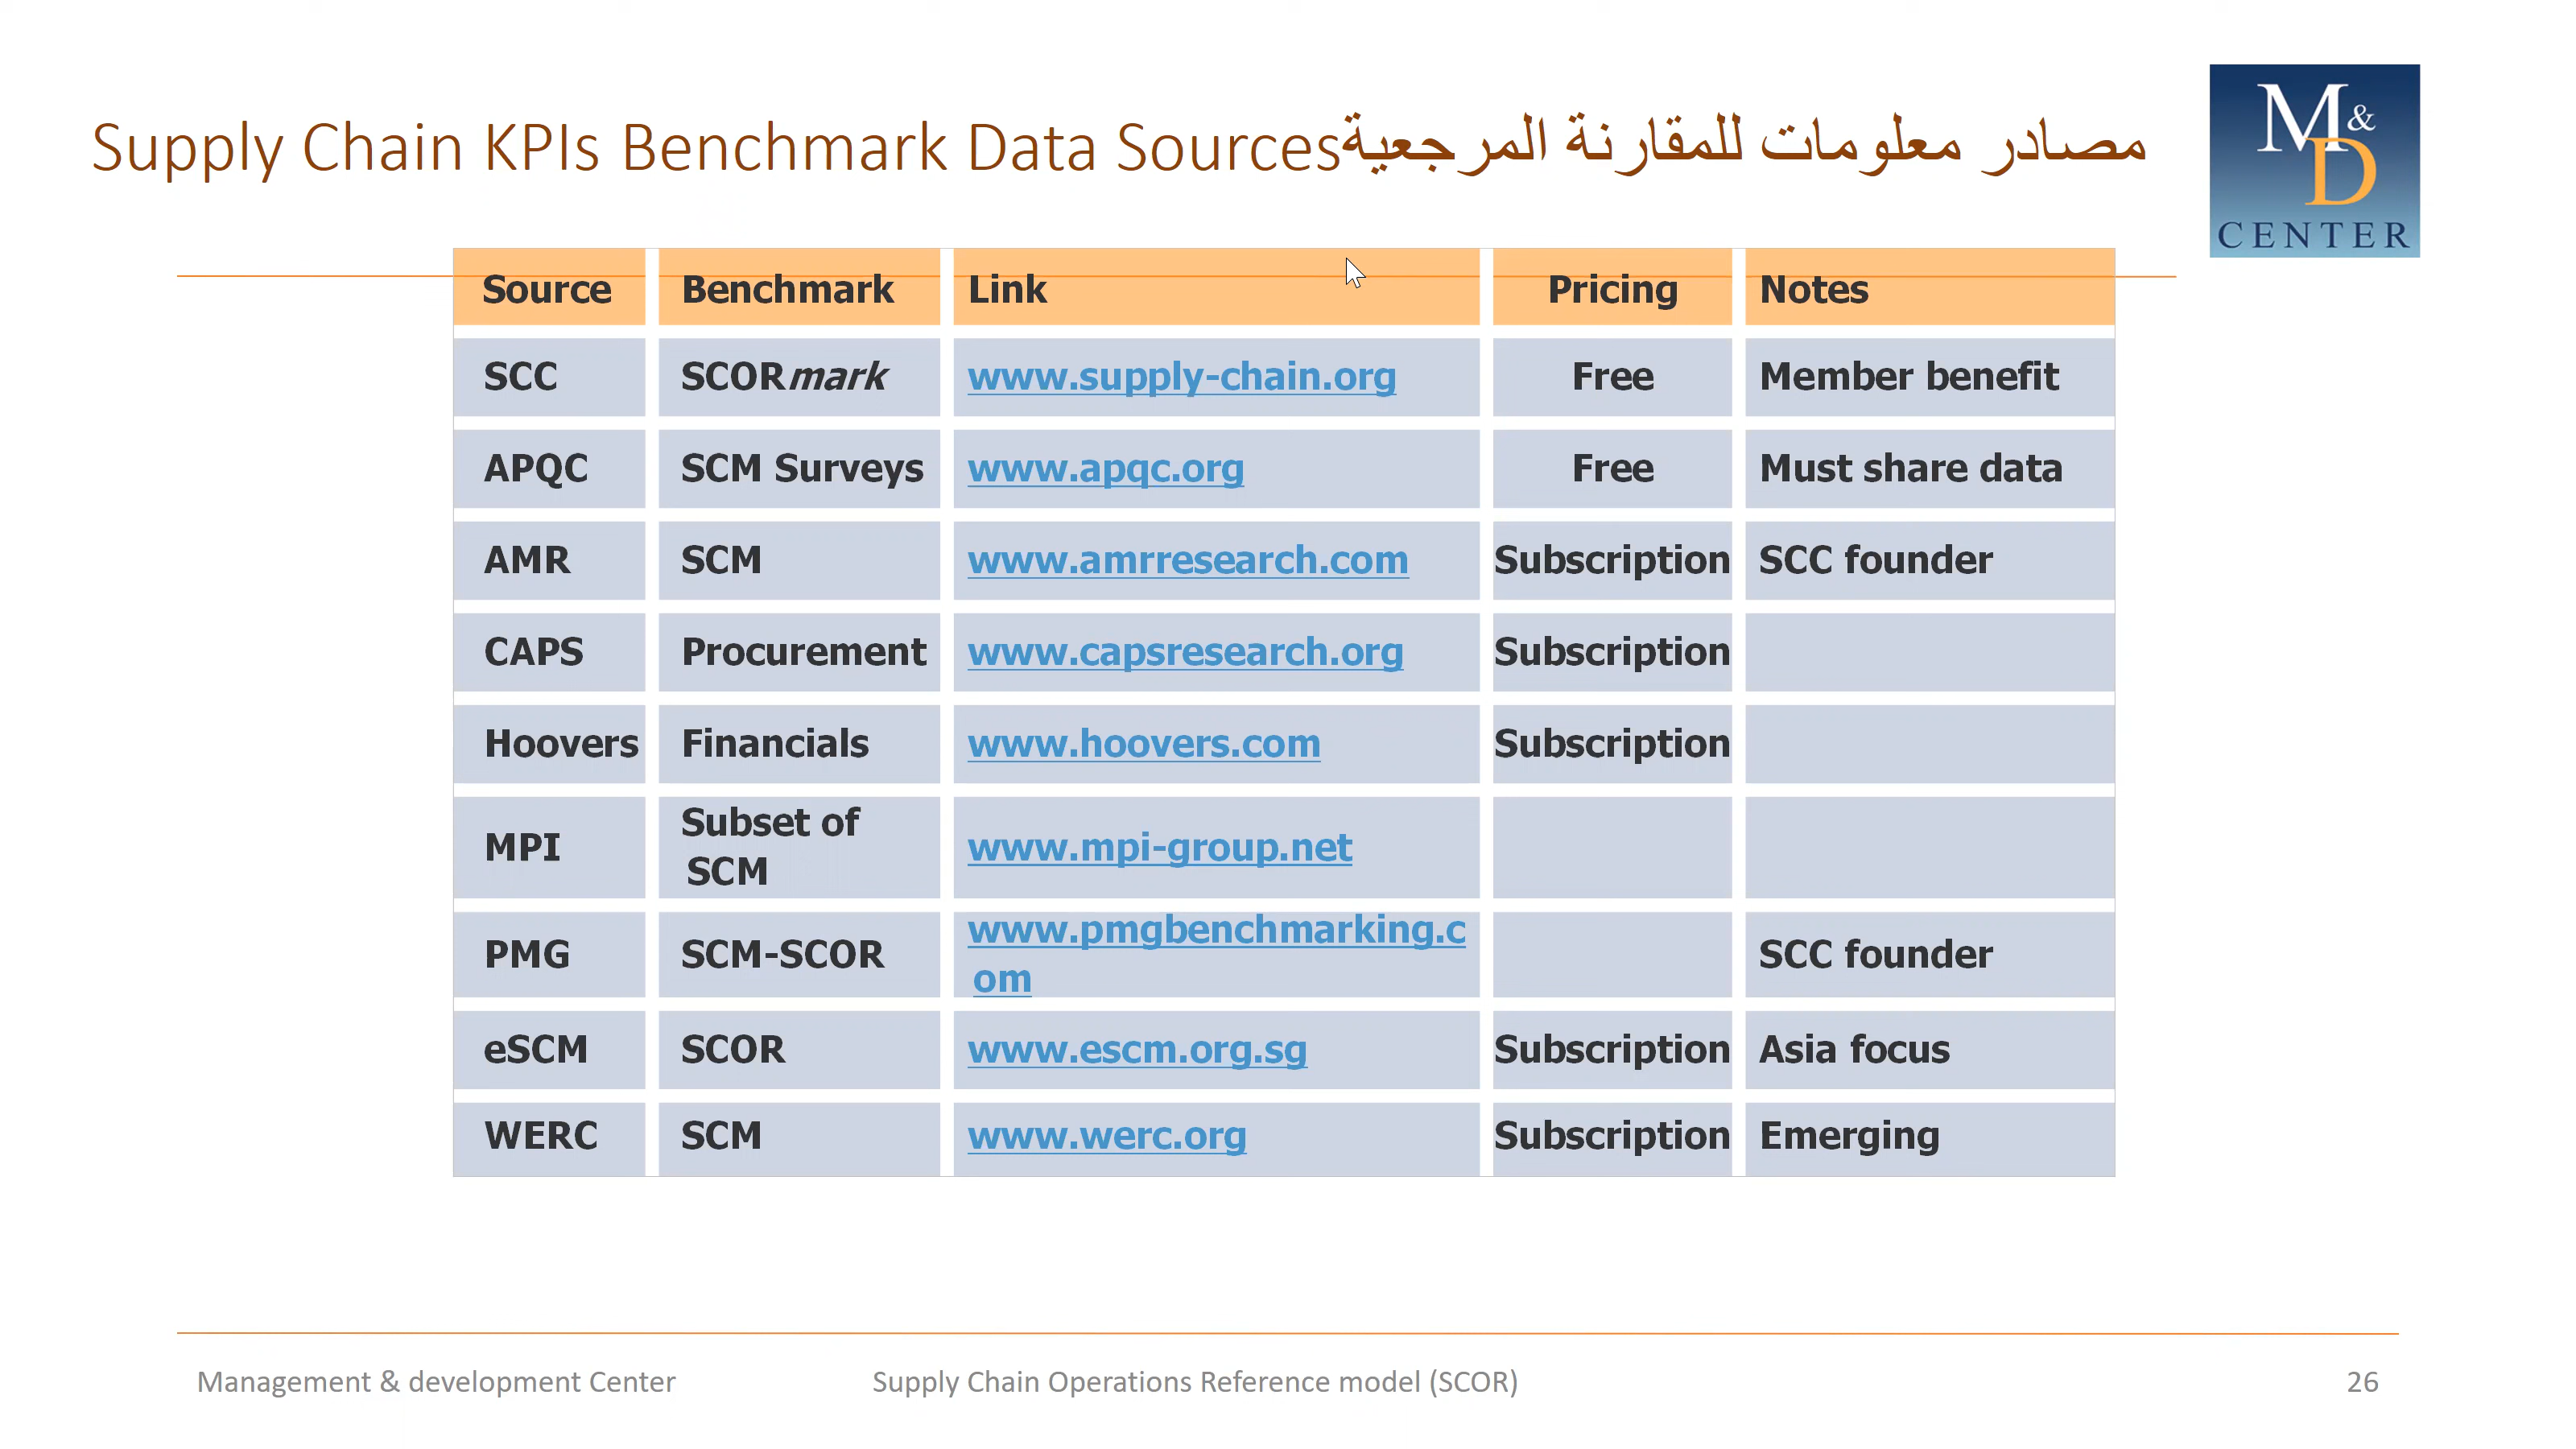 Supply Chain KPIs Benchmark Data Sources مصادر معلومات للمقارنة المرجعية
M&D
CENTER
Source Benchmark Link Pricing Notes
SCC SCORmark www.supply-chain.org Free Member benefit
APQC SCM Surveys www.apqc.org Free Must share data
AMR SCM www.amrresearch.com Subscription SCC founder
CAPS Procurement www.capsresearch.org Subscription
Hoovers Financials www.hoovers.com Subscription
MPI Subset of
SCM www.mpi-group.net
PMG SCM-SCOR www.pmgbenchmarking.c
om SCC founder
eSCM SCOR www.escm.org.sg Subscription Asia focus
WERC SCM www.werc.org Subscription Emerging
Management & development Center Supply Chain Operations Reference model (SCOR) 26